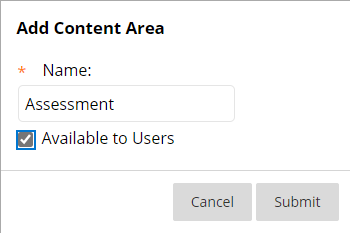 Add Content Area
* Name:
Assessment
Available to Users
Cancel Submit